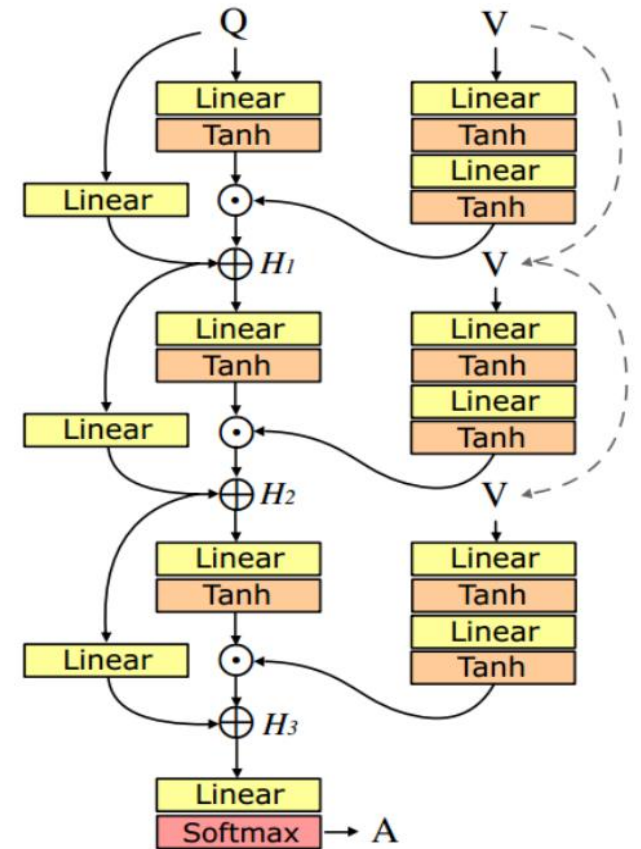 Q V
Linear Linear
Tanh Tanh
Linear
Linear Tanh
H1 V
Linear Linear
Tanh Tanh
Linear
Linear Tanh
H2 V
Linear Linear
Tanh Tanh
Linear
Linear Tanh
H3
Linear
Softmax A